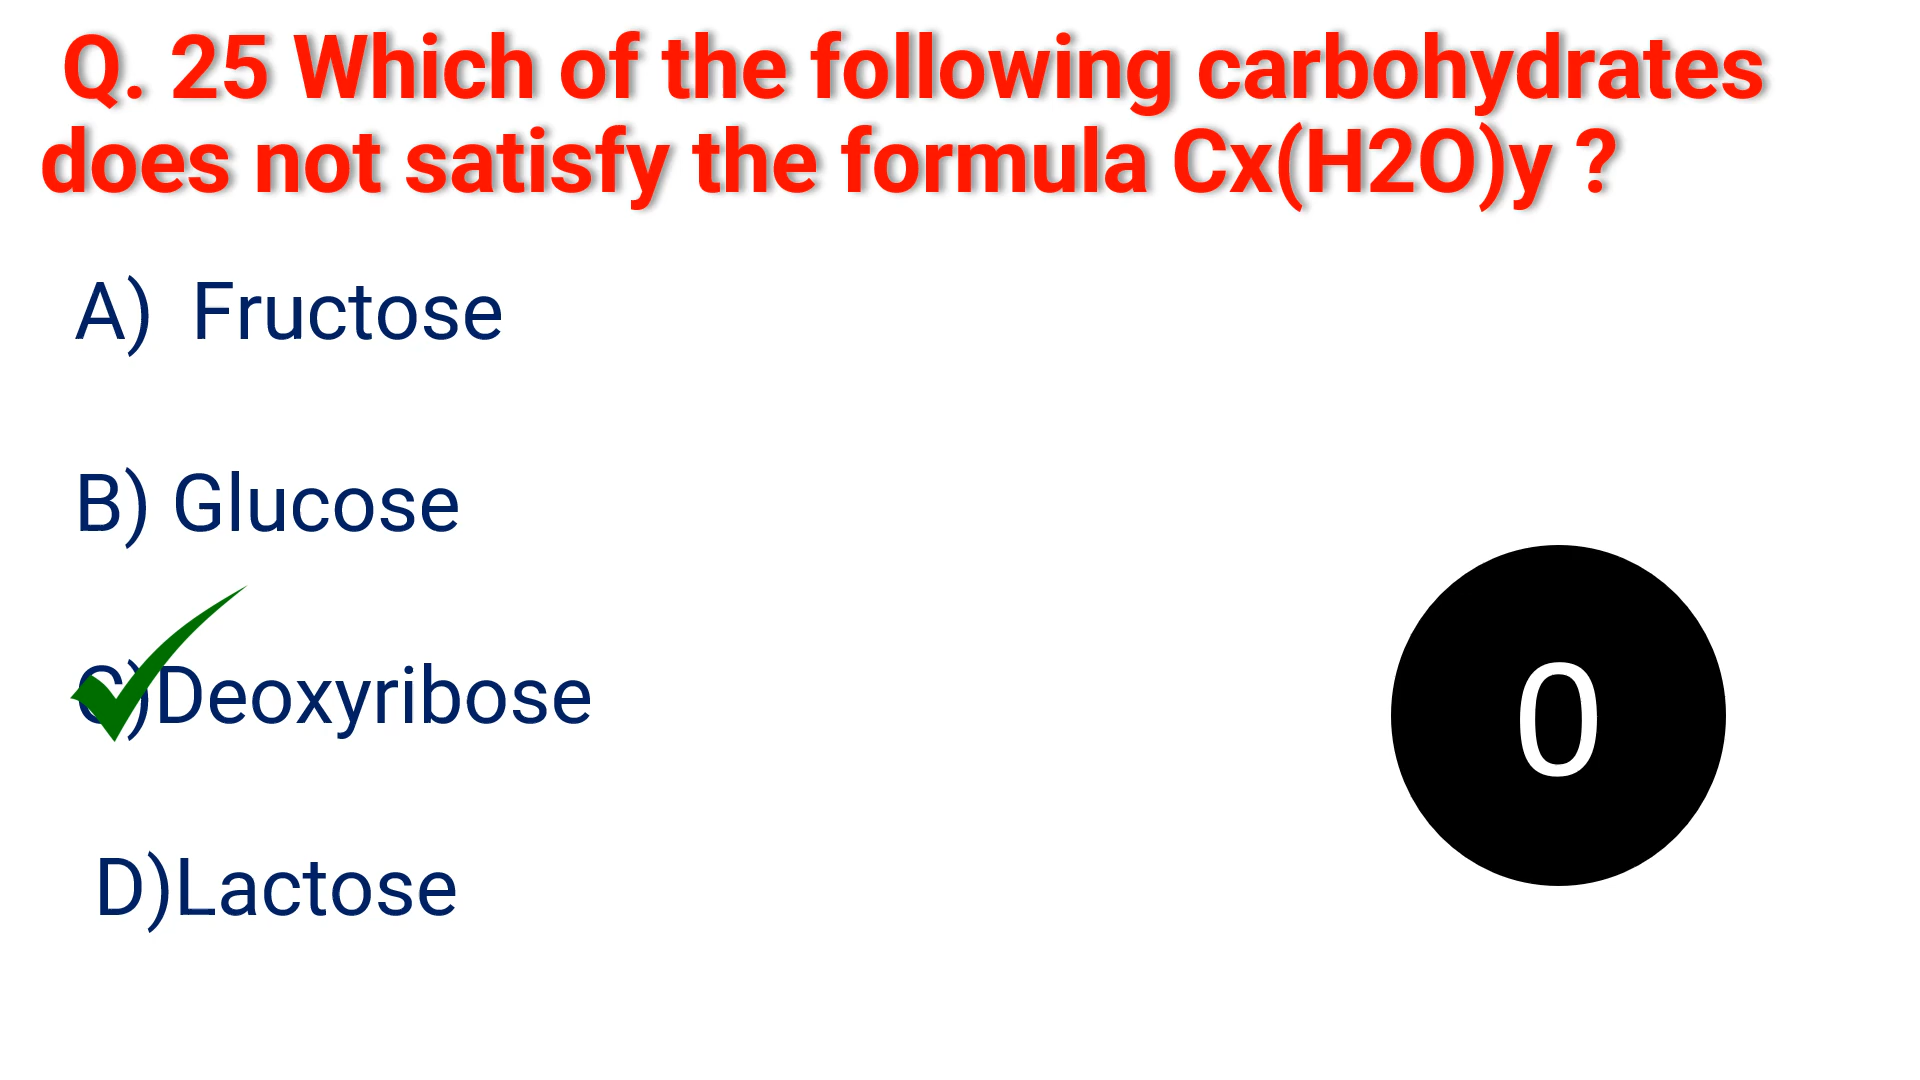 Q. 25 Which of the following carbohydrates
does not satisfy the formula Cx(H2O)y ?
A) Fructose
B) Glucose
C)Deoxyribose
0
D)Lactose